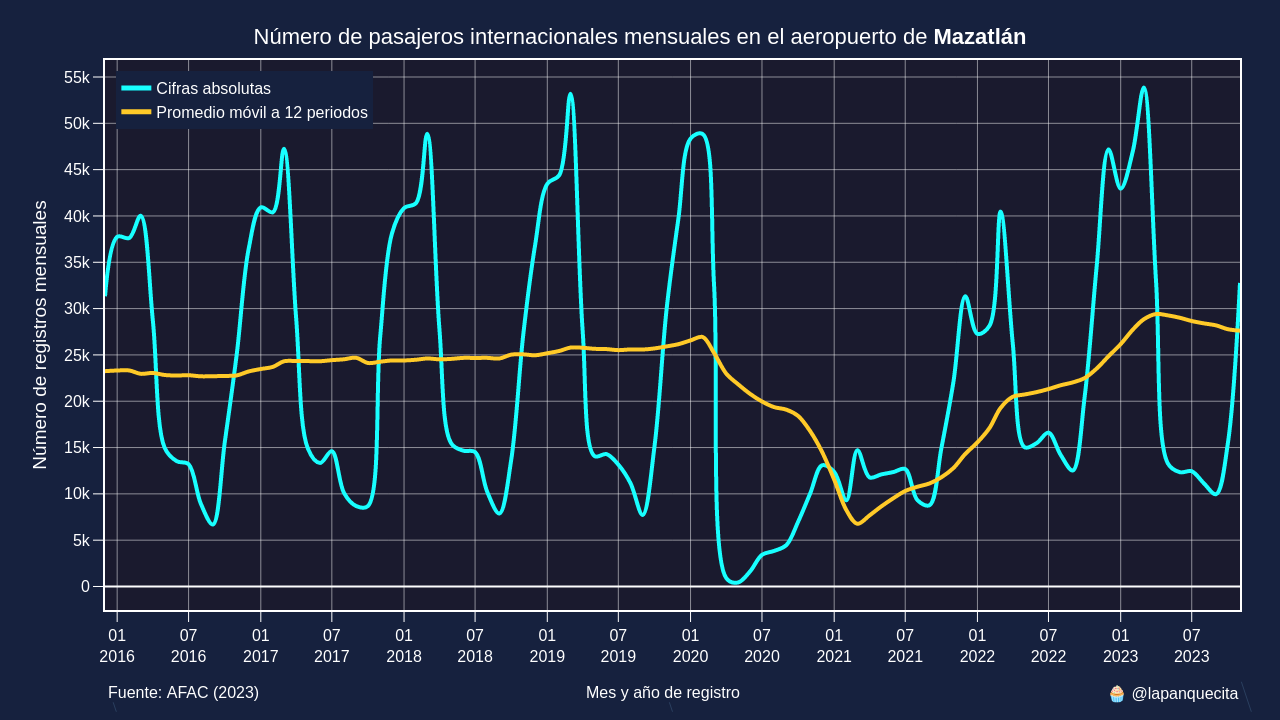 Número de pasajeros internacionales mensuales en el aeropuerto de Mazatlán
Cifras absolutas
Promedio móvil a 12 periodos
Número de registros mensuales
55k
50k
45k
40k
35k
30k
25k
20k
15k
10k
5k
0
01 07 01 07 01 07 01 07 01 07 01 07 01 07 01 07
2016 2016 2017 2017 2018 2018 2019 2019 2020 2020 2021 2021 2022 2022 2023 2023
Fuente: AFAC (2023) Mes y año de registro 🧁 @lapanquecita